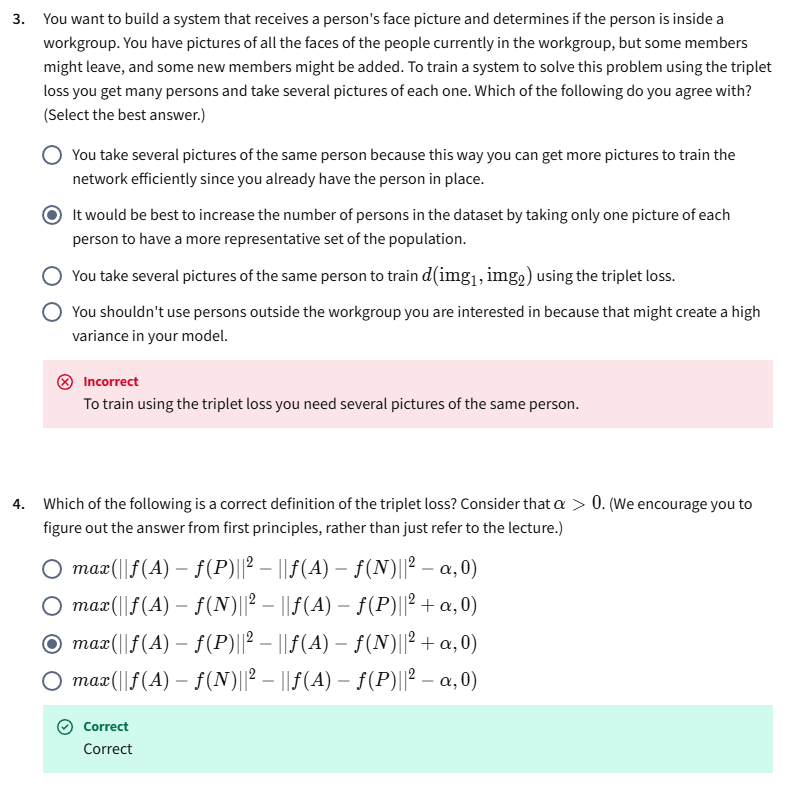 3. You want to build a system that receives a person's face picture and determines if the person is inside a
workgroup. You have pictures of all the faces of the people currently in the workgroup, but some members
might leave, and some new members might be added. To train a system to solve this problem using the triplet
loss you get many persons and take several pictures of each one. Which of the following do you agree with?
(Select the best answer.)
You take several pictures of the same person because this way you can get more pictures to train the
network efficiently since you already have the person in place.
It would be best to increase the number of persons in the dataset by taking only one picture of each
person to have a more representative set of the population.
You take several pictures of the same person to train d(img₁, img₂) using the triplet loss.
You shouldn't use persons outside the workgroup you are interested in because that might create a high
variance in your model.
Incorrect
To train using the triplet loss you need several pictures of the same person.
4. Which of the following is a correct definition of the triplet loss? Consider that α > 0. (We encourage you to
figure out the answer from first principles, rather than just refer to the lecture.)
max(||f(A) − f(P)||² − ||f(A) − f(N)||² − α, 0)
max(||f(A) − f(N)||² − ||f(A) − f(P)||² + α, 0)
max(||f(A) − f(P)||² − ||f(A) − f(N)||² + α, 0)
max(||f(A) − f(N)||² − ||f(A) − f(P)||² − α, 0)
Correct
Correct